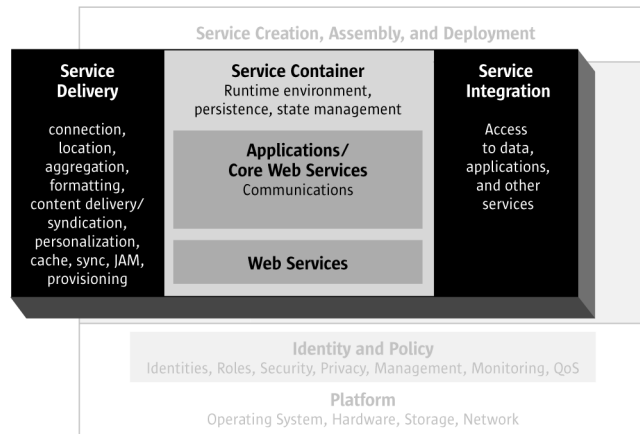 Service Creation, Assembly, and Deployment
Service
Delivery
connection,
location,
aggregation,
formatting,
content delivery/
syndication,
personalization,
cache, sync, JAM,
provisioning
Service Container
Runtime environment,
persistence, state management
Applications/
Core Web Services
Communications
Web Services
Service
Integration
Access
to data,
applications,
and other
services
Identity and Policy
Identities, Roles, Security, Privacy, Management, Monitoring, QoS
Platform
Operating System, Hardware, Storage, Network